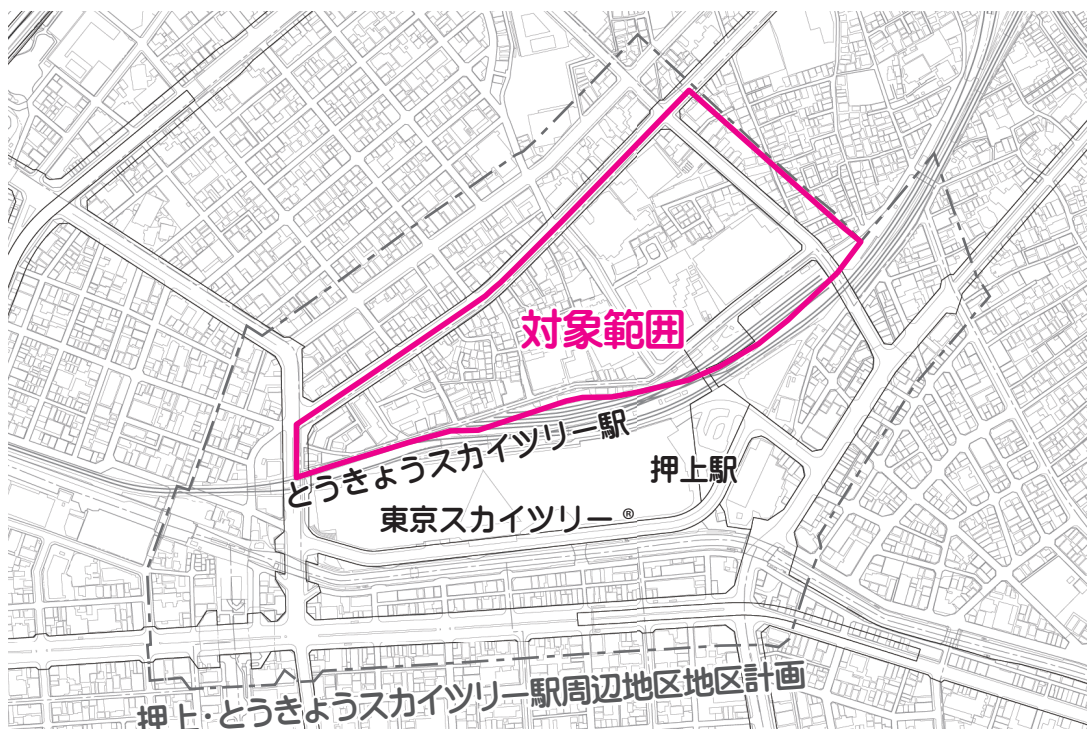 対象範囲
とうきょうスカイツリー駅
押上駅
東京スカイツリー®
押上・とうきょうスカイツリー駅周辺地区地区計画